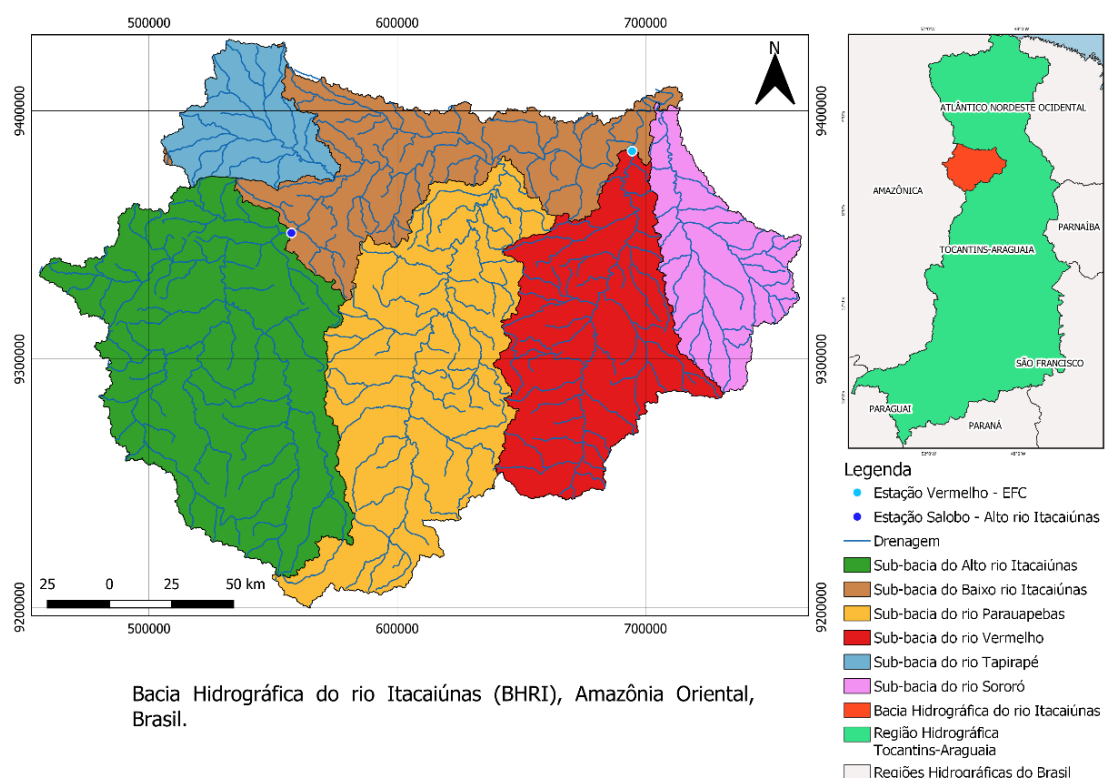 500000
600000
700000
N
9400000
9400000
9300000
9300000
9200000
9200000
25
0
25
50 km
500000
600000
700000
ATLÂNTICO NORDESTE OCIDENTAL
AMAZÔNICA
PARNAÍBA
TOCANTINS-ARAGUAIA
SÃO FRANCISCO
PARAGUAI
PARANÁ
Legenda
Estação Vermelho - EFC
Estação Salobo - Alto rio Itacaiúnas
Drenagem
Sub-bacia do Alto rio Itacaiúnas
Sub-bacia do Baixo rio Itacaiúnas
Sub-bacia do rio Parauapebas
Sub-bacia do rio Vermelho
Sub-bacia do rio Tapirapé
Sub-bacia do rio Sororó
Bacia Hidrográfica do rio Itacaiúnas
Região Hidrográfica
Tocantins-Araguaia
Regiões Hidrográficas do Brasil
Bacia Hidrográfica do rio Itacaiúnas (BHRI), Amazônia Oriental,
Brasil.